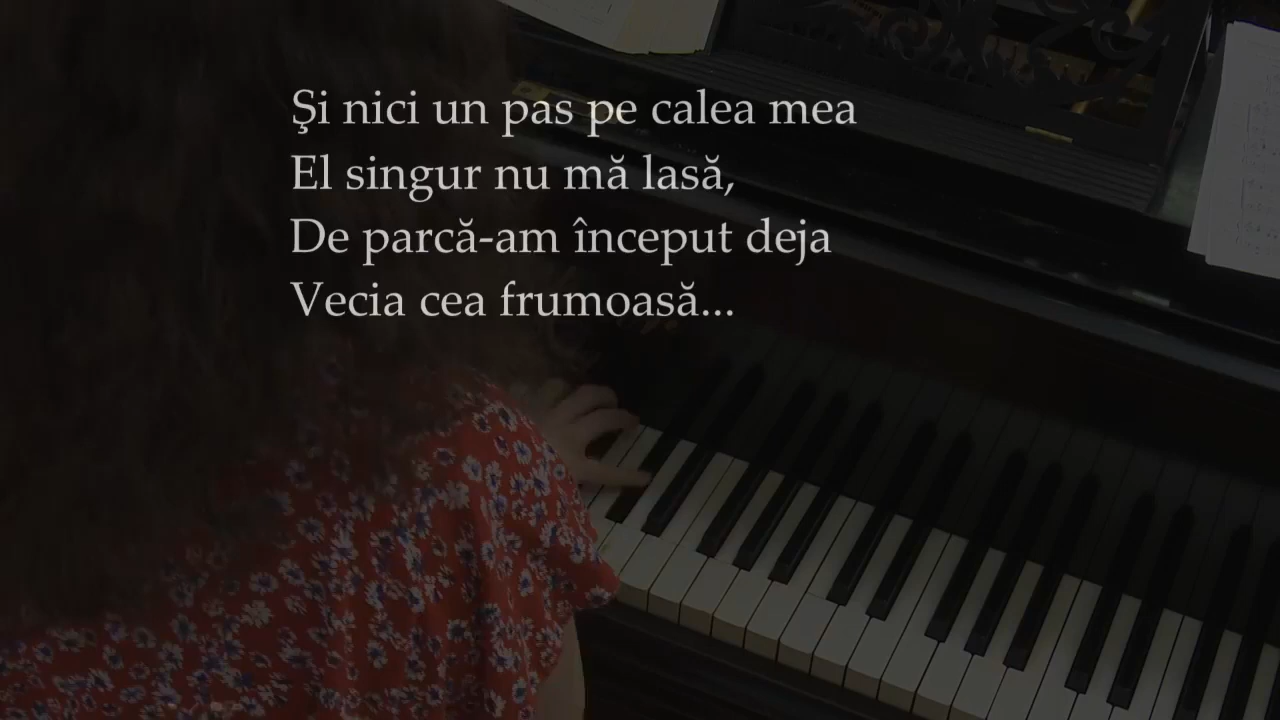 Şi nici un pas pe calea mea
El singur nu mă lasă,
De parcă-am început deja
Vecia cea frumoasă...